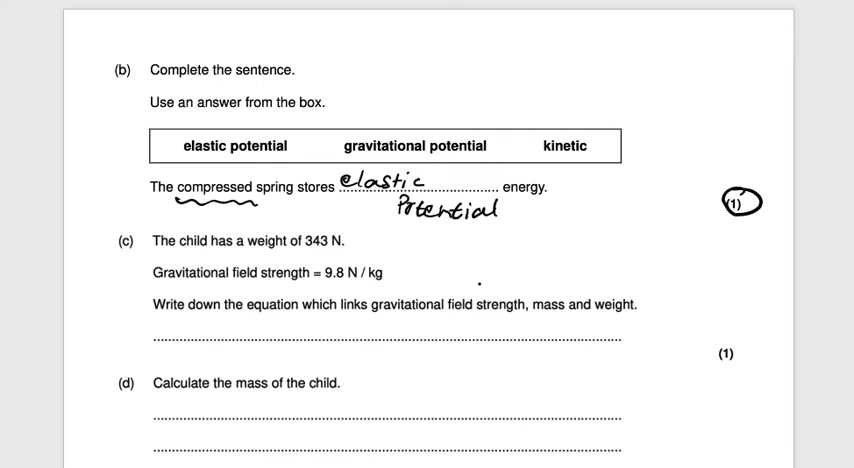 (b) Complete the sentence.
Use an answer from the box.
elastic potential gravitational potential kinetic
The compressed spring stores elastic energy.
Potential
(1)
(c) The child has a weight of 343 N.
Gravitational field strength = 9.8 N / kg
Write down the equation which links gravitational field strength, mass and weight.
(1)
(d) Calculate the mass of the child.